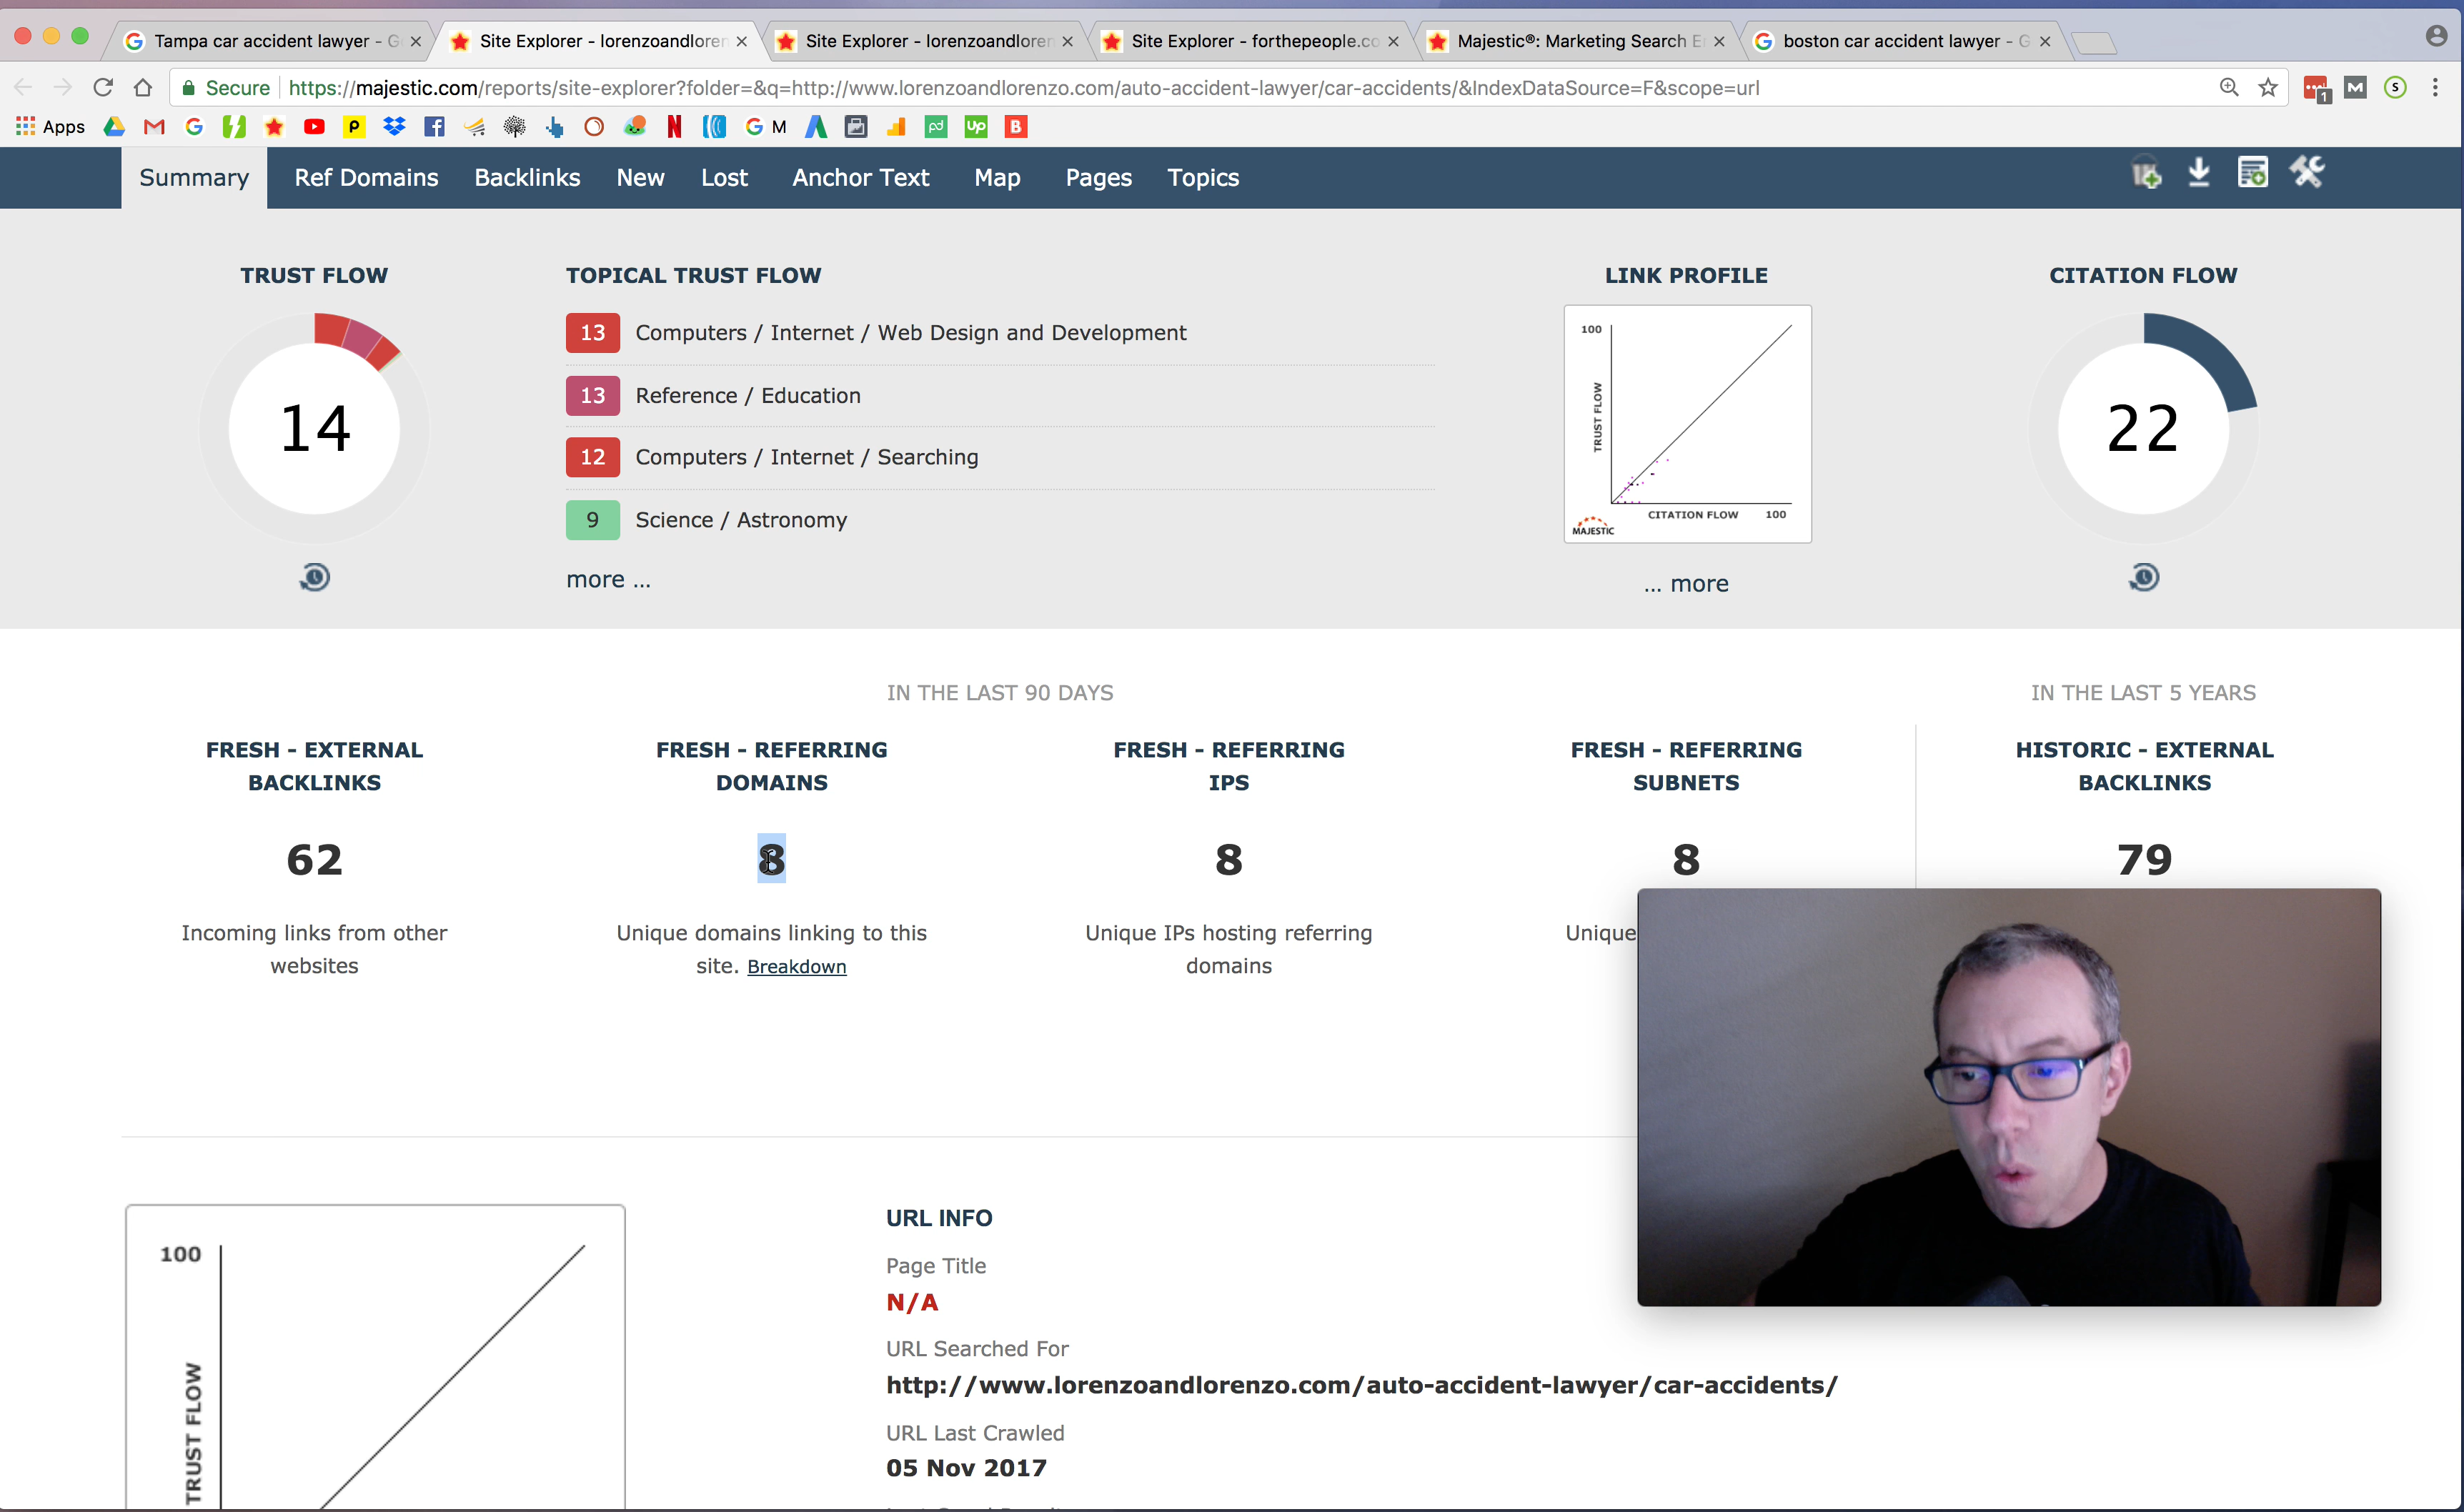 Tampa car accident lawyer - G
Site Explorer - lorenzoandloren
Site Explorer - lorenzoandloren
Site Explorer - forthepeople.co
Majestic®: Marketing Search E
boston car accident lawyer - G
Secure https://majestic.com/reports/site-explorer?folder=&q=http://www.lorenzoandlorenzo.com/auto-accident-lawyer/car-accidents/&IndexDataSource=F&scope=url
1 M S
Apps
P N G M pd Up B
Summary Ref Domains Backlinks New Lost Anchor Text Map Pages Topics
TRUST FLOW
14
TOPICAL TRUST FLOW
13 Computers / Internet / Web Design and Development
13 Reference / Education
12 Computers / Internet / Searching
9 Science / Astronomy
more ...
LINK PROFILE
100
TRUST FLOW
CITATION FLOW 100
MAJESTIC
... more
CITATION FLOW
22
IN THE LAST 90 DAYS
IN THE LAST 5 YEARS
FRESH - EXTERNAL
BACKLINKS
62
Incoming links from other
websites
FRESH - REFERRING
DOMAINS
8
Unique domains linking to this
site. Breakdown
FRESH - REFERRING
IPS
8
Unique IPs hosting referring
domains
FRESH - REFERRING
SUBNETS
8
Unique
HISTORIC - EXTERNAL
BACKLINKS
79
100
TRUST FLOW
URL INFO
Page Title
N/A
URL Searched For
http://www.lorenzoandlorenzo.com/auto-accident-lawyer/car-accidents/
URL Last Crawled
05 Nov 2017